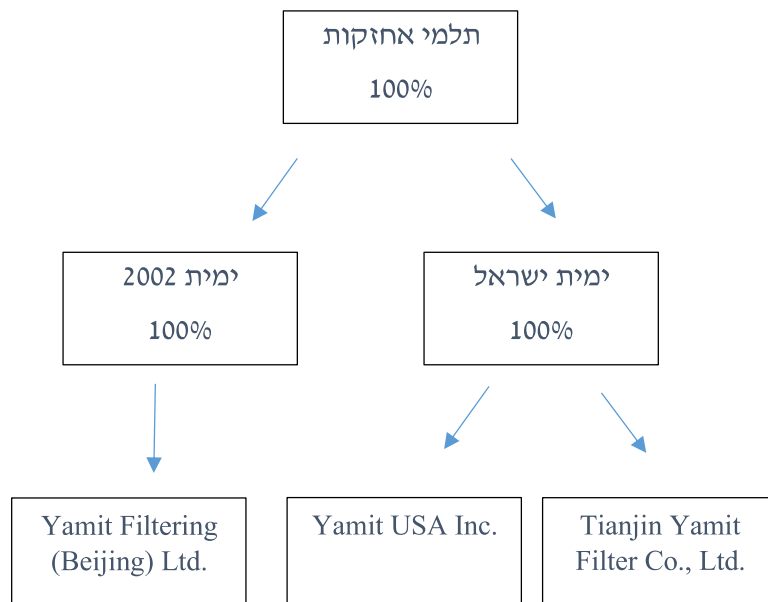 תלמי אחזקות
100%
ימית 2002
100%
ימית ישראל
100%
Yamit Filtering
(Beijing) Ltd.
Yamit USA Inc.
Tianjin Yamit
Filter Co., Ltd.